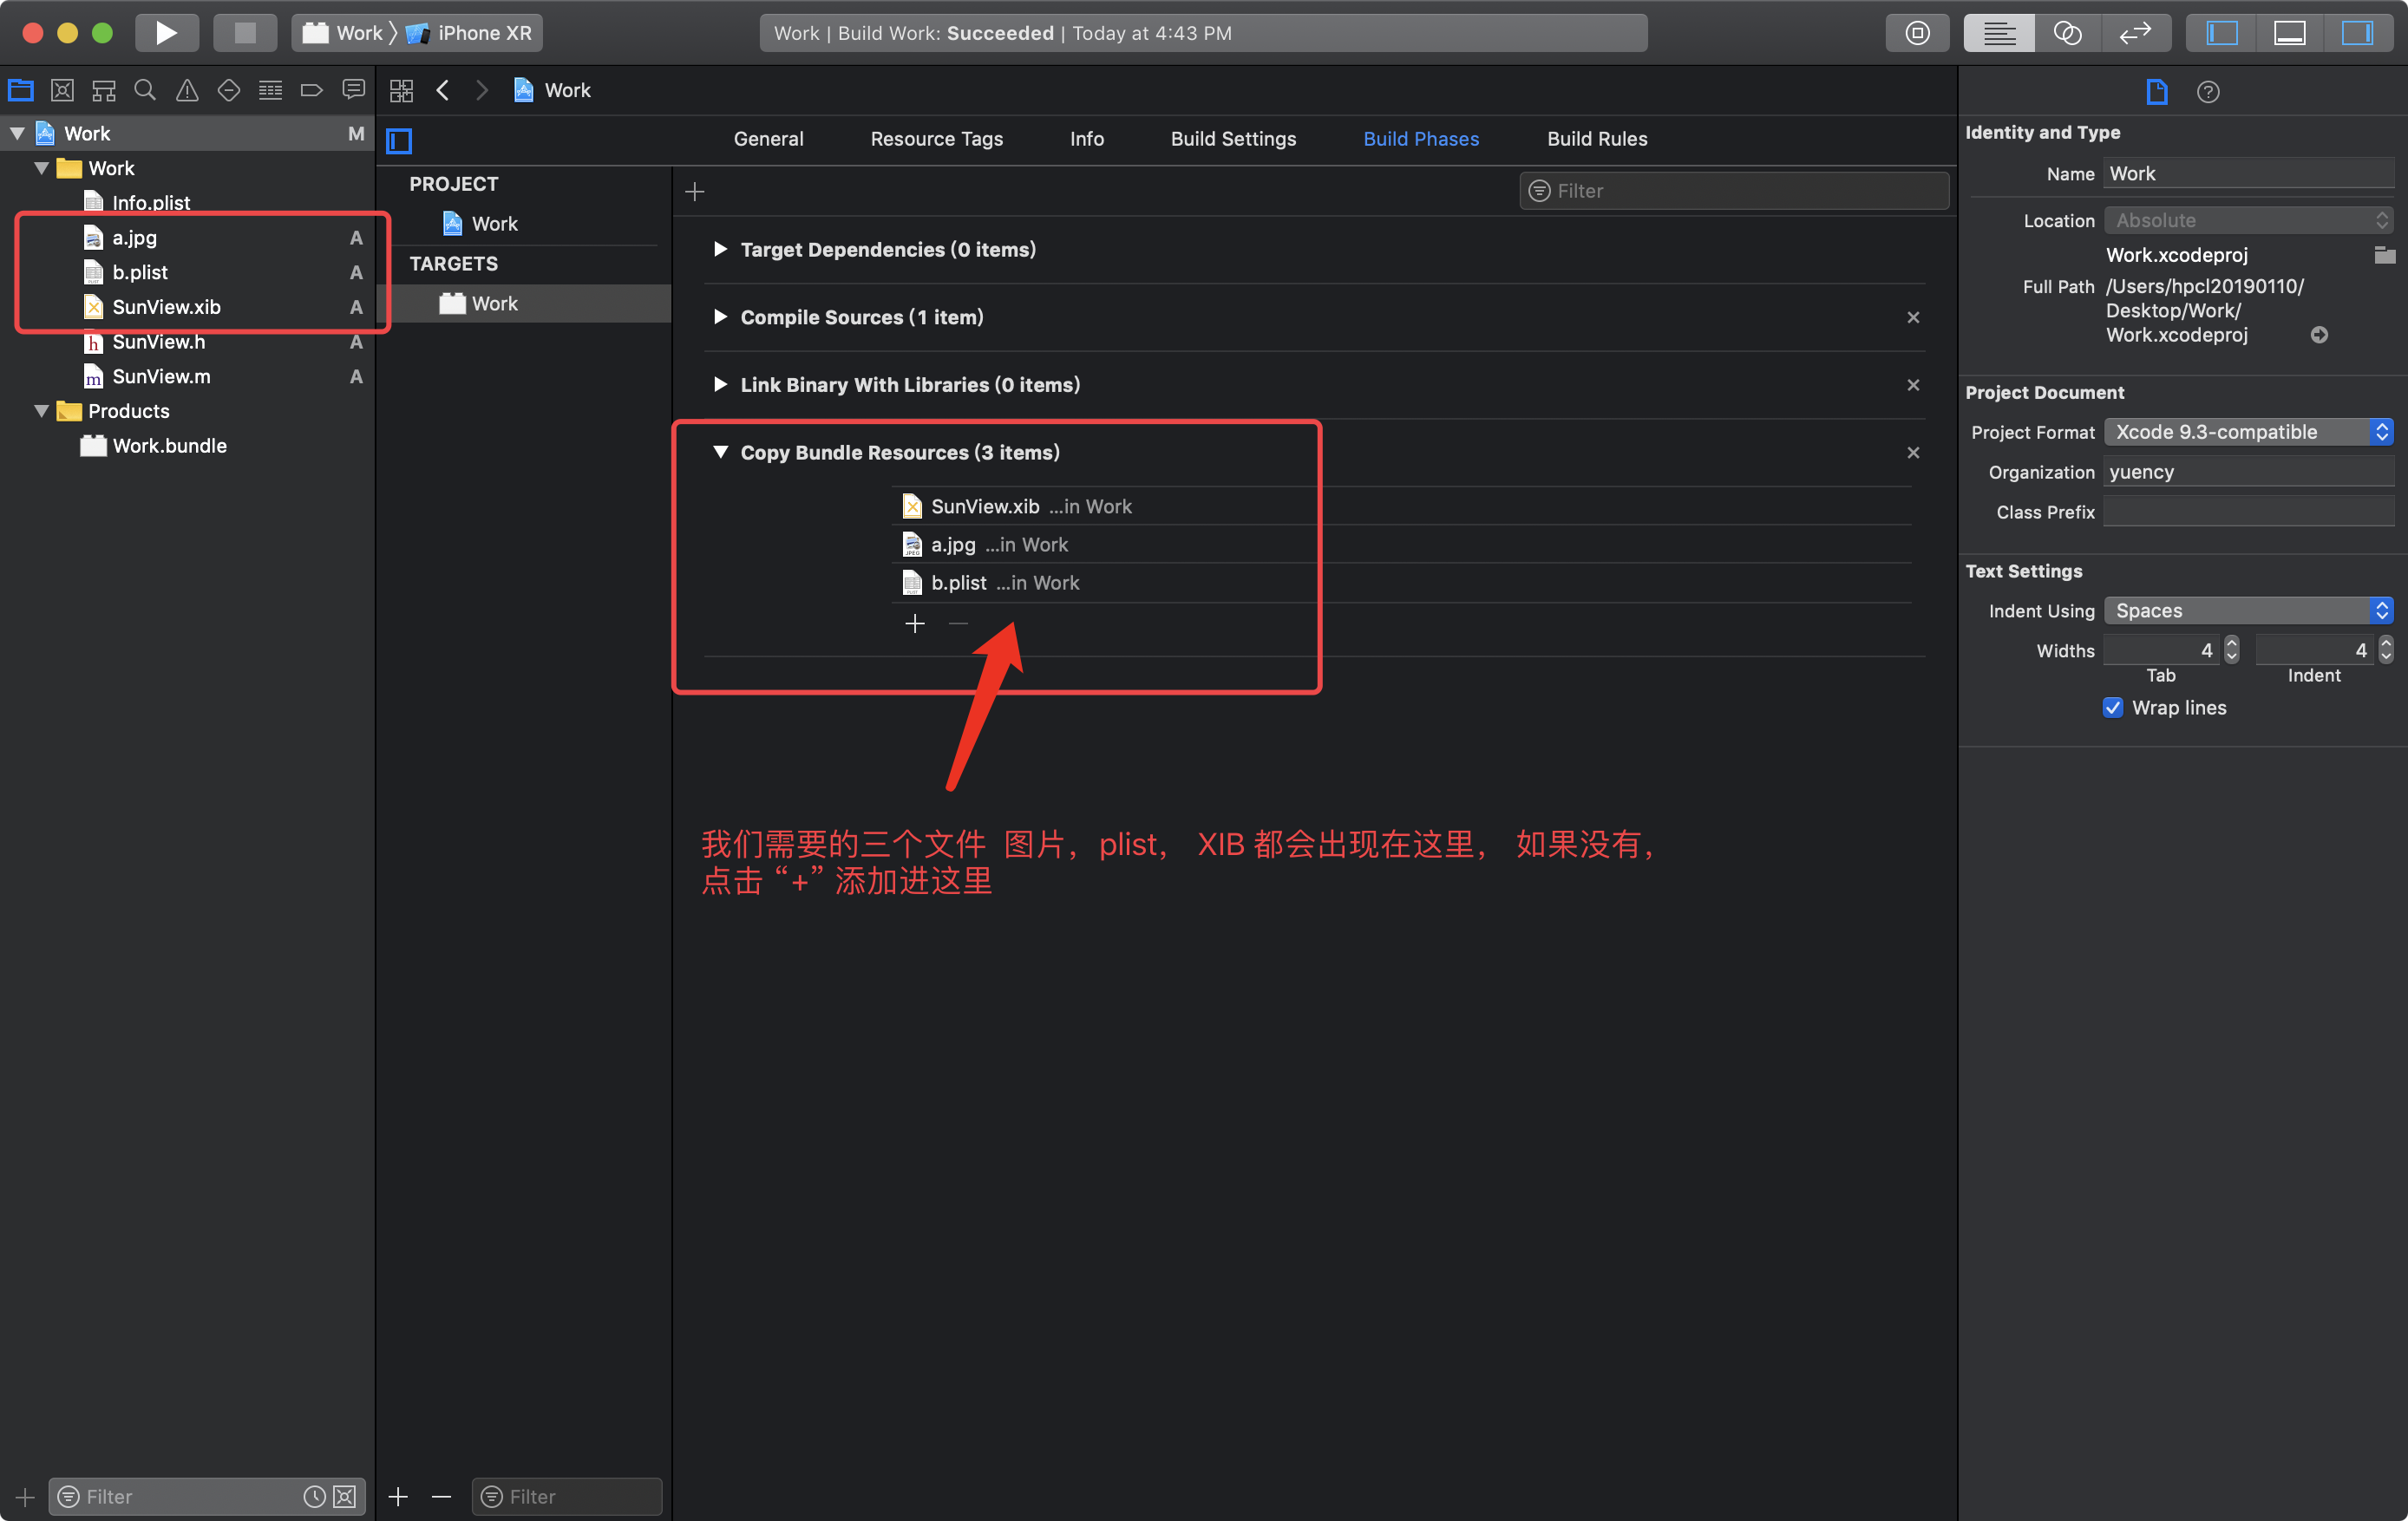 Work 〉 iPhone XR
Work | Build Work: Succeeded | Today at 4:43 PM
Work
Work M
Work
Info.plist
a.jpg A
b.plist A
SunView.xib A
SunView.h A
SunView.m A
Products
Work.bundle
Filter
General Resource Tags Info Build Settings Build Phases Build Rules
PROJECT
Work
TARGETS
Work
Filter
Filter
Target Dependencies (0 items)
Compile Sources (1 item)
Link Binary With Libraries (0 items)
Copy Bundle Resources (3 items)
SunView.xib ...in Work
a.jpg ...in Work
b.plist ...in Work
我们需要的三个文件 图片，plist， XIB 都会出现在这里， 如果没有，
点击 “+” 添加进这里
Identity and Type
Name Work
Location Absolute
Work.xcodeproj
Full Path /Users/hpcl20190110/
Desktop/Work/
Work.xcodeproj
Project Document
Project Format Xcode 9.3-compatible
Organization yuency
Class Prefix
Text Settings
Indent Using Spaces
Widths 4 4
Tab Indent
Wrap lines